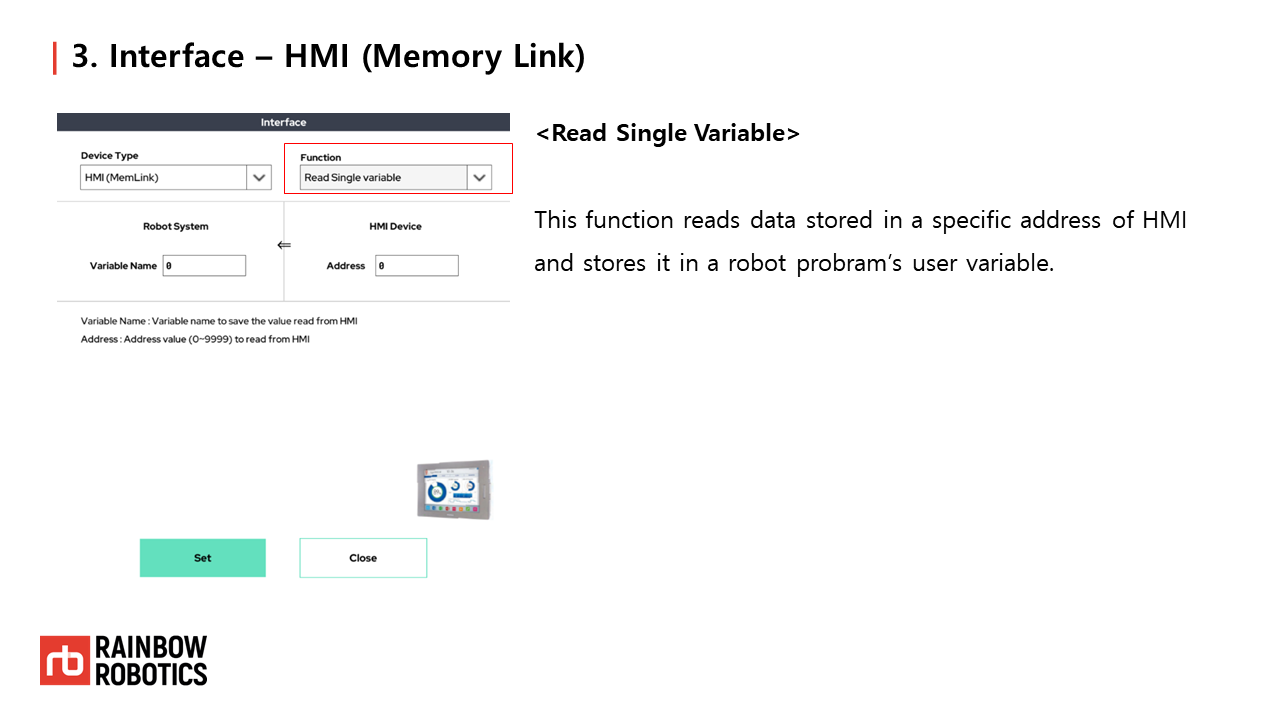 3. Interface – HMI (Memory Link)
Interface
Device Type
HMI (MemLink)
Function
Read Single variable
Robot System
Variable Name 0
⇐
HMI Device
Address 0
Variable Name : Variable name to save the value read from HMI
Address : Address value (0~9999) to read from HMI
Set
Close
<Read Single Variable>
This function reads data stored in a specific address of HMI
and stores it in a robot probram‘s user variable.
rb
RAINBOW
ROBOTICS